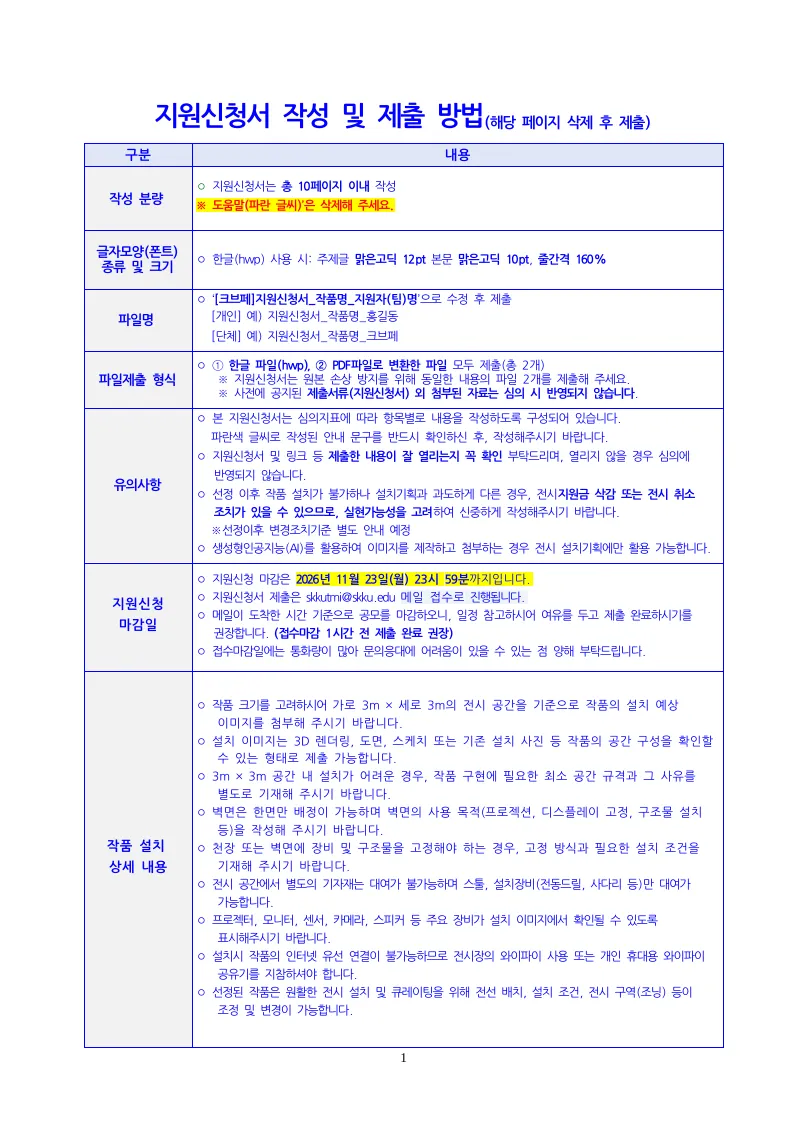 지원신청서 작성 및 제출 방법(해당 페이지 삭제 후 제출)
구분
내용
작성 분량
○ 지원신청서는 총 10페이지 이내 작성
※ 도움말(파란 글씨)'은 삭제해 주세요.
글자모양(폰트)
종류 및 크기
○ 한글(hwp) 사용 시: 주제글 맑은고딕 12pt 본문 맑은고딕 10pt, 줄간격 160%
파일명
○ '[크브페]지원신청서_작품명_지원자(팀)명'으로 수정 후 제출
[개인] 예) 지원신청서_작품명_홍길동
[단체] 예) 지원신청서_작품명_크브페
파일제출 형식
○ ① 한글 파일(hwp), ② PDF파일로 변환한 파일 모두 제출(총 2개)
※ 지원신청서는 원본 손상 방지를 위해 동일한 내용의 파일 2개를 제출해 주세요.
※ 사전에 공지된 제출서류(지원신청서) 외 첨부된 자료는 심의 시 반영되지 않습니다.
유의사항
○ 본 지원신청서는 심의지표에 따라 항목별로 내용을 작성하도록 구성되어 있습니다.
파란색 글씨로 작성된 안내 문구를 반드시 확인하신 후, 작성해주시기 바랍니다.
○ 지원신청서 및 링크 등 제출한 내용이 잘 열리는지 꼭 확인 부탁드리며, 열리지 않을 경우 심의에
반영되지 않습니다.
○ 선정 이후 작품 설치가 불가하나 설치기획과 과도하게 다른 경우, 전시지원금 삭감 또는 전시 취소
조치가 있을 수 있으므로, 실현가능성을 고려하여 신중하게 작성해주시기 바랍니다.
※선정이후 변경조치기준 별도 안내 예정
○ 생성형인공지능(AI)를 활용하여 이미지를 제작하고 첨부하는 경우 전시 설치기획에만 활용 가능합니다.
지원신청
마감일
○ 지원신청 마감은 2026년 11월 23일(월) 23시 59분까지입니다.
○ 지원신청서 제출은 skkutmi@skku.edu 메일 접수로 진행됩니다.
○ 메일이 도착한 시간 기준으로 공모를 마감하오니, 일정 참고하시어 여유를 두고 제출 완료하시기를
권장합니다. (접수마감 1시간 전 제출 완료 권장)
○ 접수마감일에는 통화량이 많아 문의응대에 어려움이 있을 수 있는 점 양해 부탁드립니다.
작품 설치
상세 내용
○ 작품 크기를 고려하시어 가로 3m × 세로 3m의 전시 공간을 기준으로 작품의 설치 예상
이미지를 첨부해 주시기 바랍니다.
○ 설치 이미지는 3D 렌더링, 도면, 스케치 또는 기존 설치 사진 등 작품의 공간 구성을 확인할
수 있는 형태로 제출 가능합니다.
○ 3m × 3m 공간 내 설치가 어려운 경우, 작품 구현에 필요한 최소 공간 규격과 그 사유를
별도로 기재해 주시기 바랍니다.
○ 벽면은 한면만 배정이 가능하며 벽면의 사용 목적(프로젝션, 디스플레이 고정, 구조물 설치
등)을 작성해 주시기 바랍니다.
○ 천장 또는 벽면에 장비 및 구조물을 고정해야 하는 경우, 고정 방식과 필요한 설치 조건을
기재해 주시기 바랍니다.
○ 전시 공간에서 별도의 기자재는 대여가 불가능하며 스툴, 설치장비(전동드릴, 사다리 등)만 대여가
가능합니다.
○ 프로젝터, 모니터, 센서, 카메라, 스피커 등 주요 장비가 설치 이미지에서 확인될 수 있도록
표시해주시기 바랍니다.
○ 설치시 작품의 인터넷 유선 연결이 불가능하므로 전시장의 와이파이 사용 또는 개인 휴대용 와이파이
공유기를 지참하셔야 합니다.
○ 선정된 작품은 원활한 전시 설치 및 큐레이팅을 위해 전선 배치, 설치 조건, 전시 구역(조닝) 등이
조정 및 변경이 가능합니다.
1